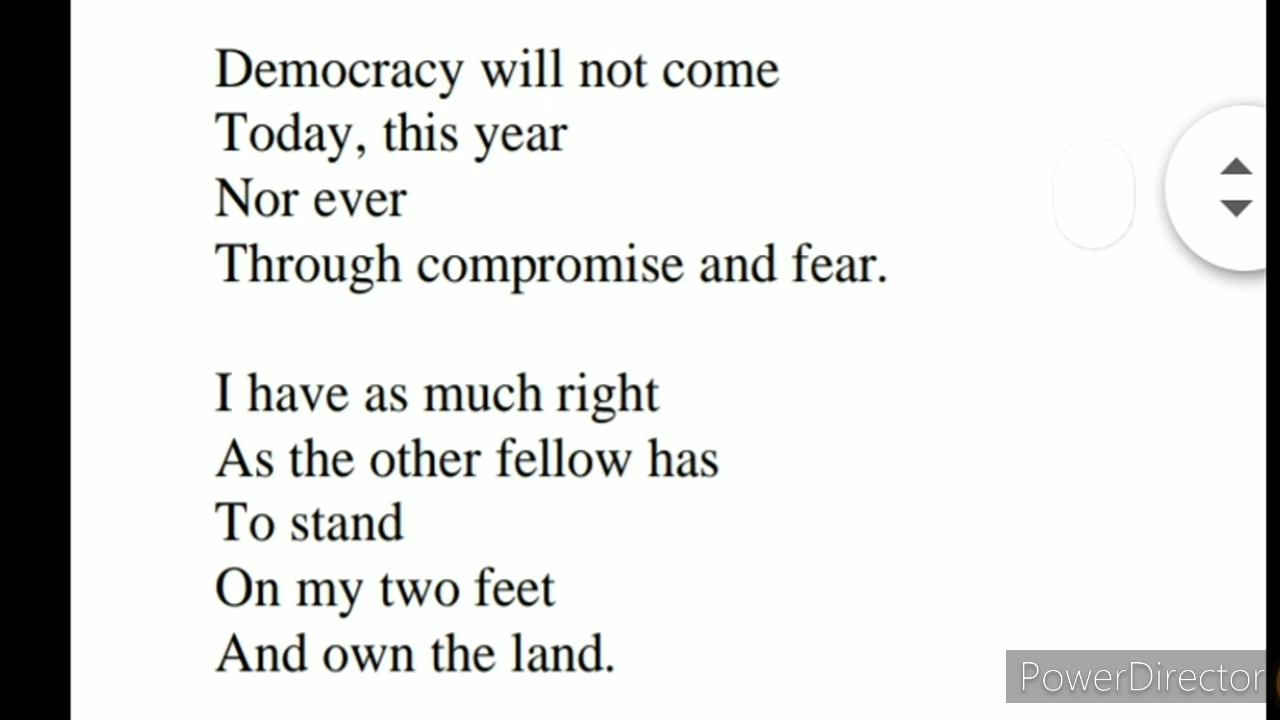 Democracy will not come
Today, this year
Nor ever
Through compromise and fear.
I have as much right
As the other fellow has
To stand
On my two feet
And own the land.
PowerDirector